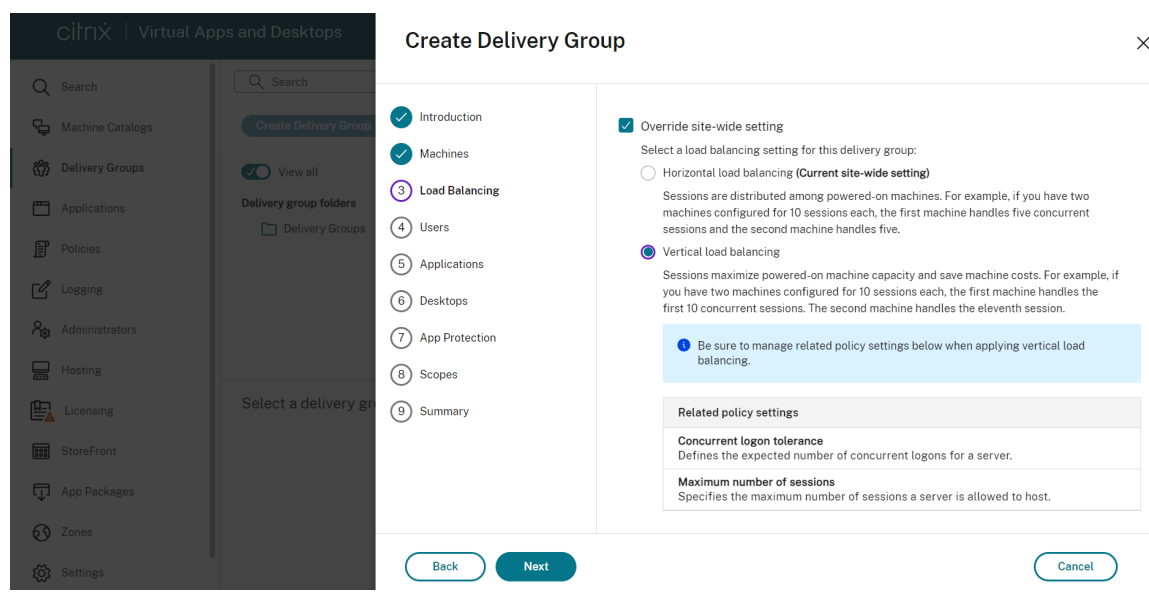 citrix | Virtual Apps and Desktops
Search
Machine Catalogs
Delivery Groups
Applications
Policies
Logging
Administrators
Hosting
Licensing
StoreFront
App Packages
Zones
Settings
Search
Create Delivery Group
View all
Delivery group folders
Delivery Groups
Select a delivery gr
Create Delivery Group
Introduction
Machines
3 Load Balancing
4 Users
5 Applications
6 Desktops
7 App Protection
8 Scopes
9 Summary
Override site-wide setting
Select a load balancing setting for this delivery group:
Horizontal load balancing (Current site-wide setting)
Sessions are distributed among powered-on machines. For example, if you have two
machines configured for 10 sessions each, the first machine handles five concurrent
sessions and the second machine handles five.
Vertical load balancing
Sessions maximize powered-on machine capacity and save machine costs. For example, if
you have two machines configured for 10 sessions each, the first machine handles the
first 10 concurrent sessions. The second machine handles the eleventh session.
Be sure to manage related policy settings below when applying vertical load
balancing.
Related policy settings
Concurrent logon tolerance
Defines the expected number of concurrent logons for a server.
Maximum number of sessions
Specifies the maximum number of sessions a server is allowed to host.
Back
Next
Cancel